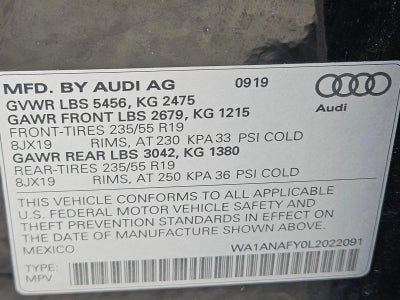 MFD. BY AUDI AG 0919
GVWR LBS 5456, KG 2475
GAWR FRONT LBS 2679, KG 1215
FRONT-TIRES 235/55 R19
8JX19 RIMS, AT 230 KPA 33 PSI COLD
GAWR REAR LBS 3042, KG 1380
REAR-TIRES 235/55 R19
8JX19 RIMS, AT 250 KPA 36 PSI COLD
THIS VEHICLE CONFORMS TO ALL APPLICABLE
U.S. FEDERAL MOTOR VEHICLE SAFETY AND
THEFT PREVENTION STANDARDS IN EFFECT ON
THE DATE OF MANUFACTURE SHOWN ABOVE.
MEXICO WA1ANAFY0L2022091
TYPE:
MPV